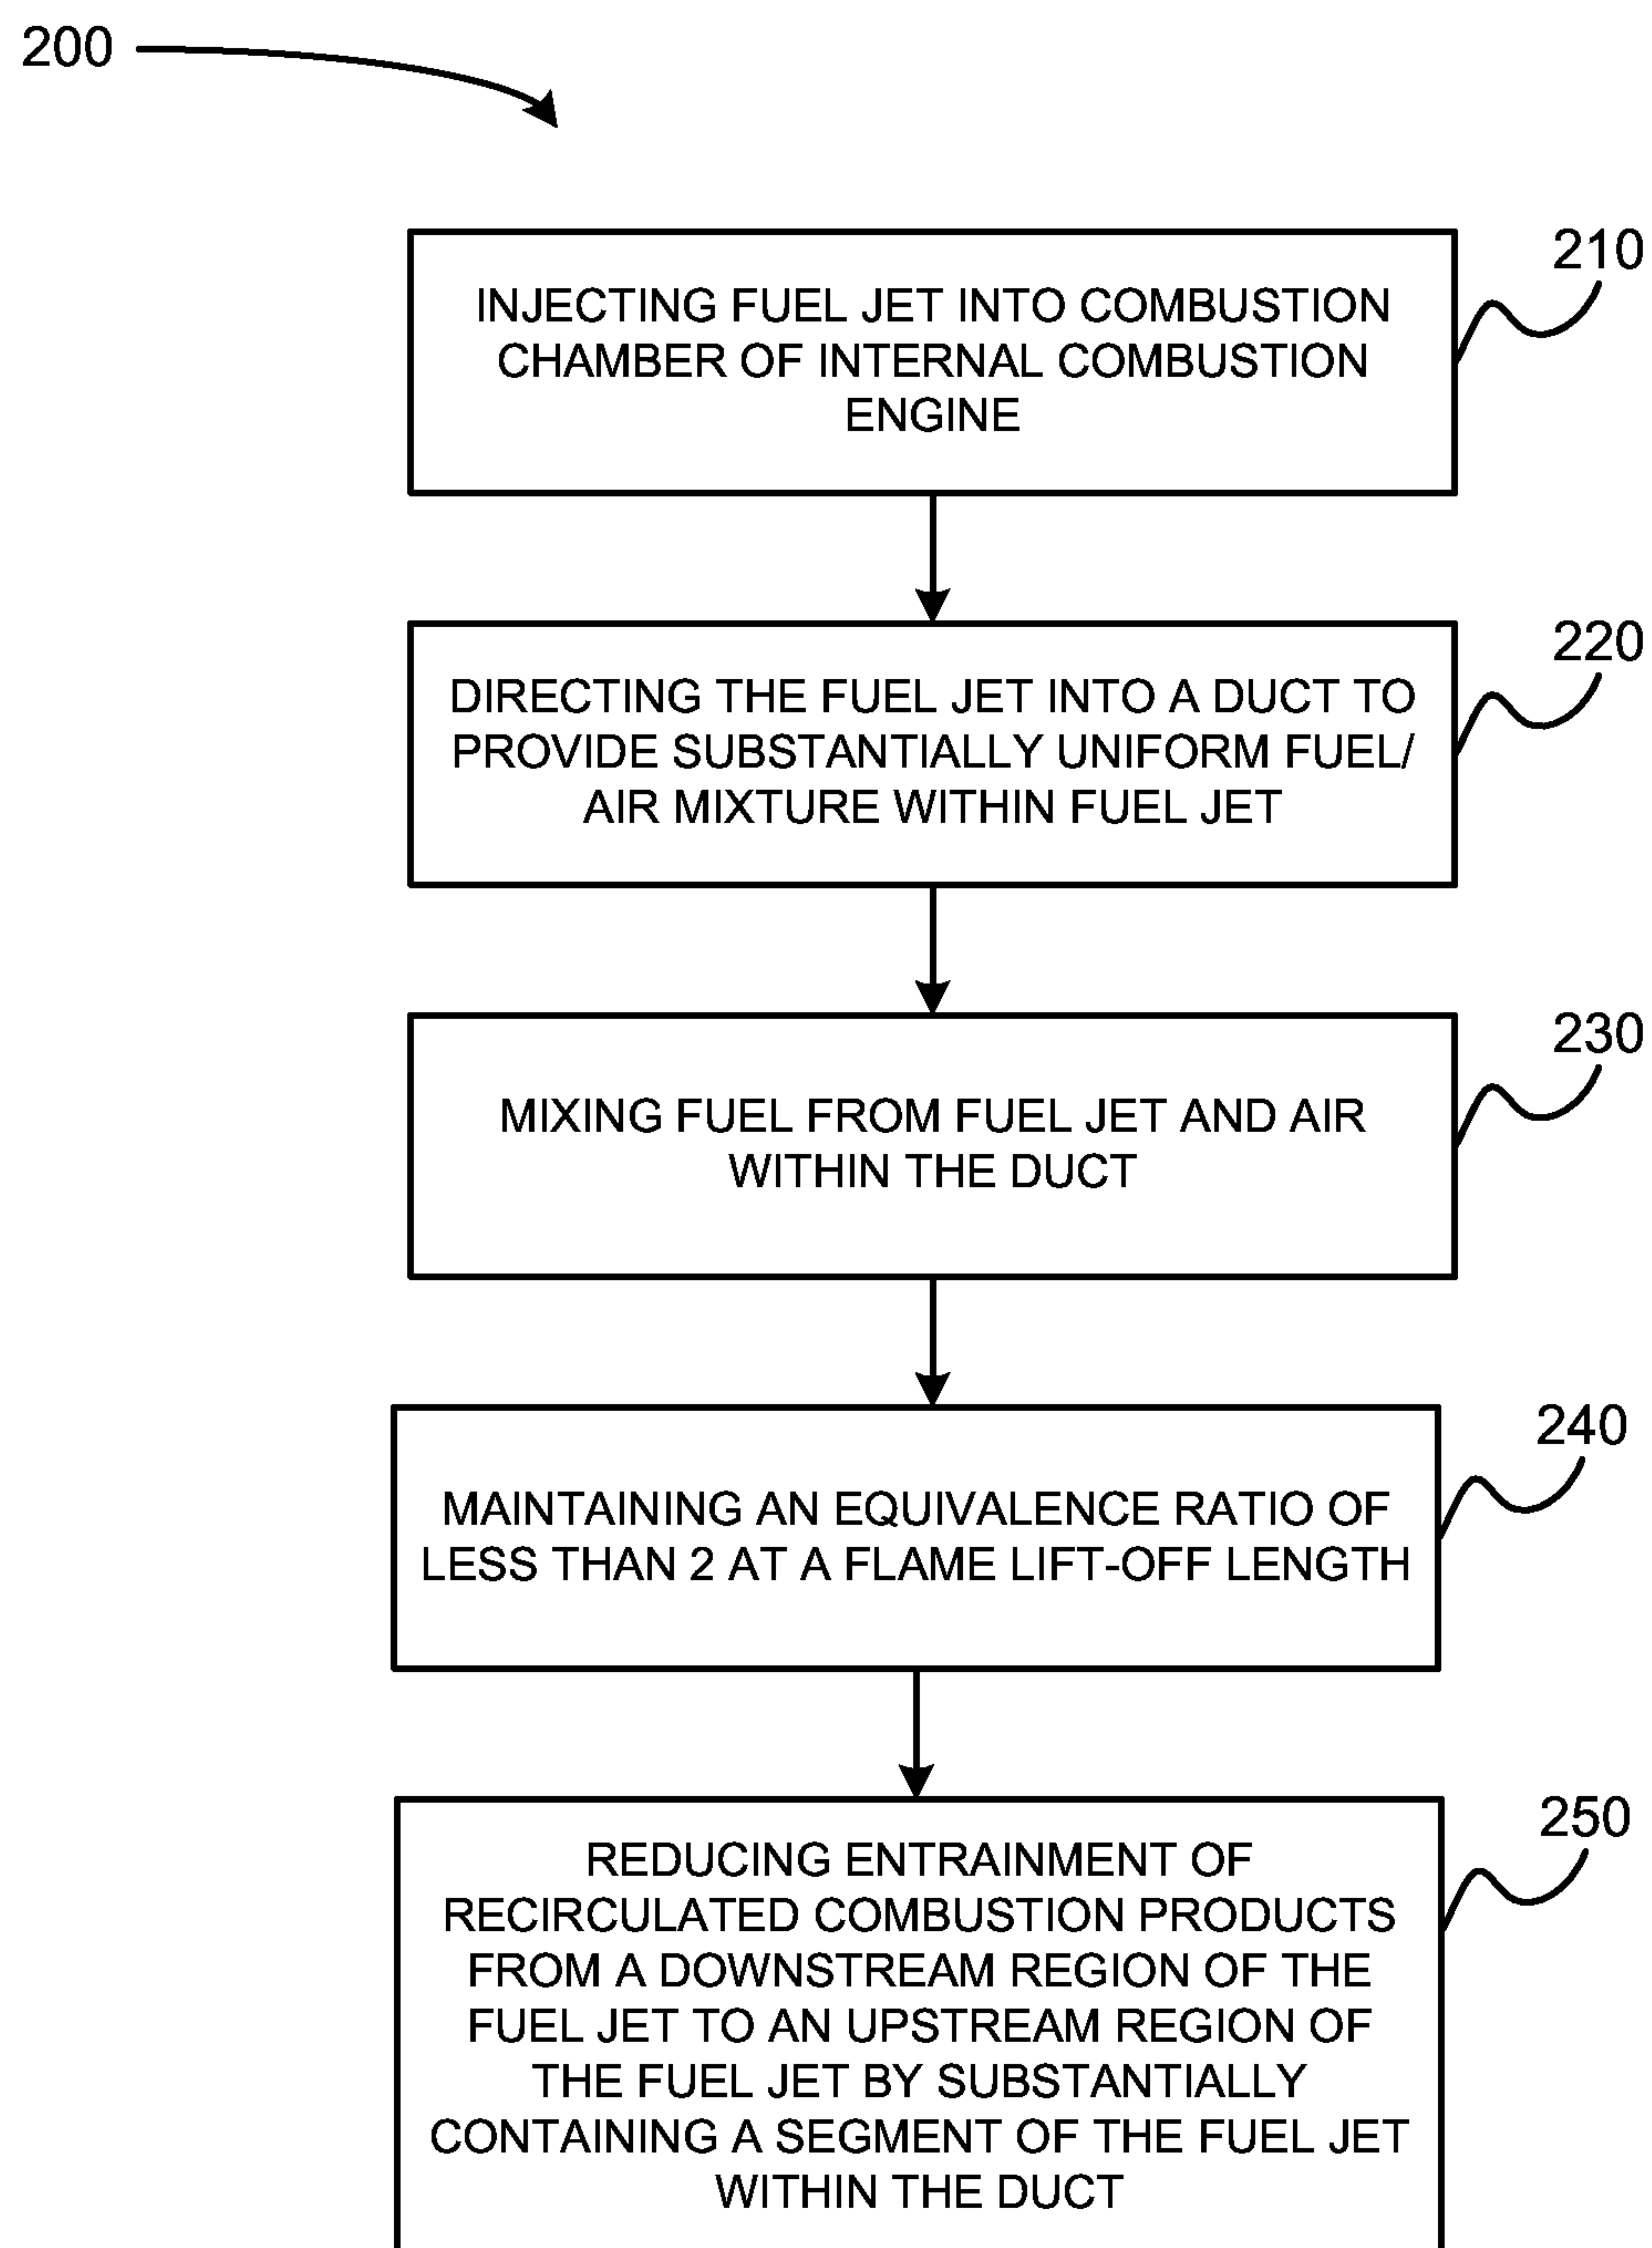 200
210
INJECTING FUEL JET INTO COMBUSTION
CHAMBER OF INTERNAL COMBUSTION
ENGINE
220
DIRECTING THE FUEL JET INTO A DUCT TO
PROVIDE SUBSTANTIALLY UNIFORM FUEL/
AIR MIXTURE WITHIN FUEL JET
230
MIXING FUEL FROM FUEL JET AND AIR
WITHIN THE DUCT
240
MAINTAINING AN EQUIVALENCE RATIO OF
LESS THAN 2 AT A FLAME LIFT-OFF LENGTH
250
REDUCING ENTRAINMENT OF
RECIRCULATED COMBUSTION PRODUCTS
FROM A DOWNSTREAM REGION OF THE
FUEL JET TO AN UPSTREAM REGION OF
THE FUEL JET BY SUBSTANTIALLY
CONTAINING A SEGMENT OF THE FUEL JET
WITHIN THE DUCT